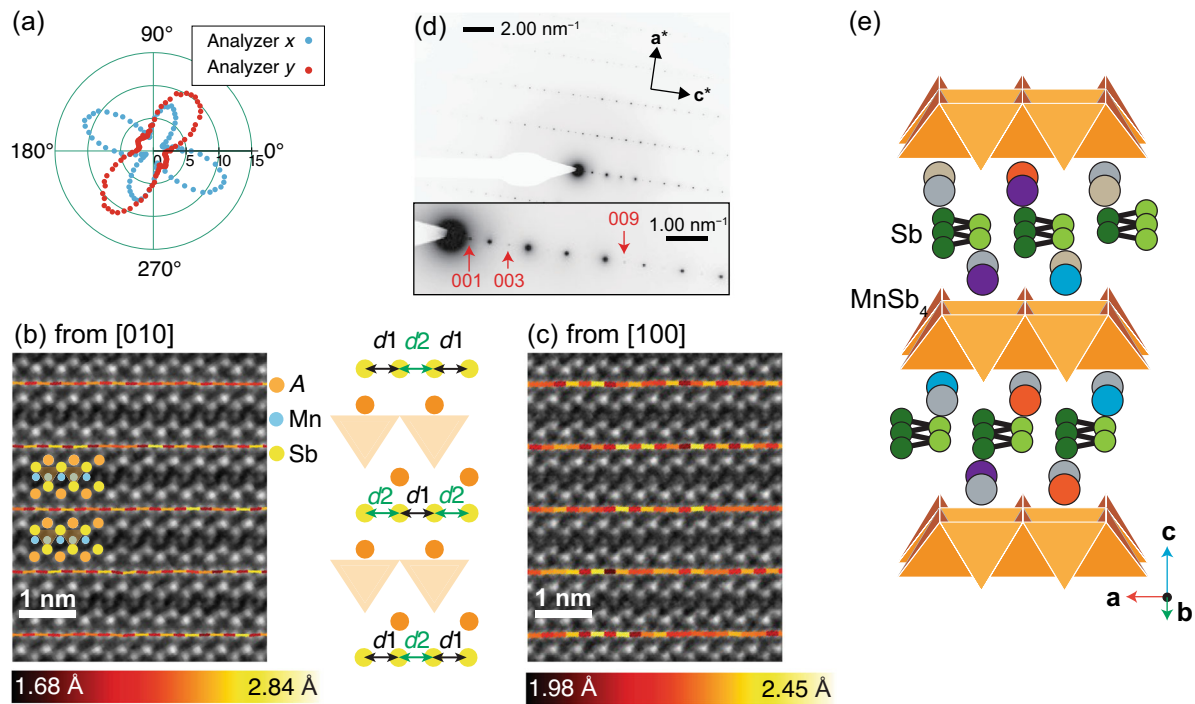 (a)
90°
Analyzer x
Analyzer y
180°
0°
0 5 10 15
270°
(d)
2.00 nm⁻¹
a*
c*
009
1.00 nm⁻¹
001
003
(e)
Sb
MnSb₄
c
a
b
(b) from [010]
A
Mn
Sb
1 nm
1.68 Å
2.84 Å
d1 d2 d1
d2 d1 d2
d1 d2 d1
(c) from [100]
1 nm
1.98 Å
2.45 Å